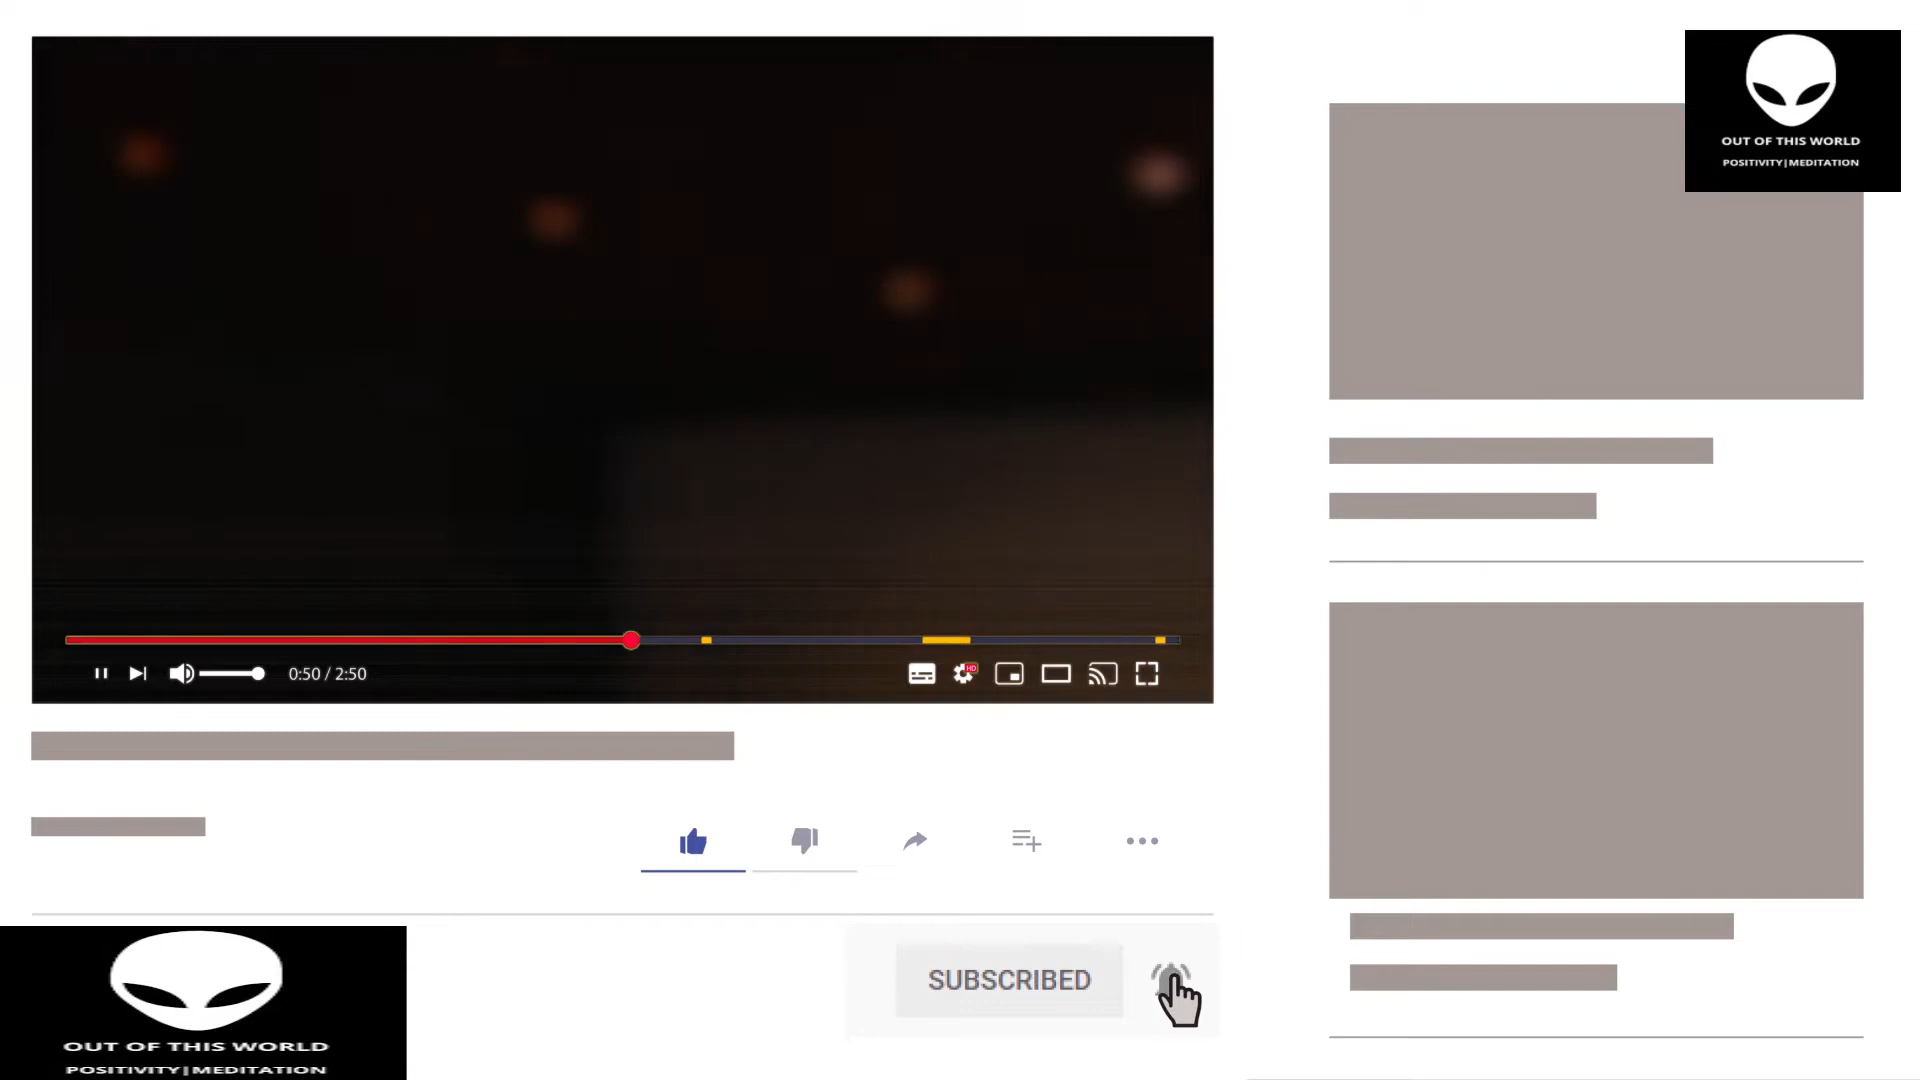 OUT OF THIS WORLD
POSITIVITY|MEDITATION
HD
0:50 / 2:50
SUBSCRIBED
OUT OF THIS WORLD
POSITIVITY|MEDITATION